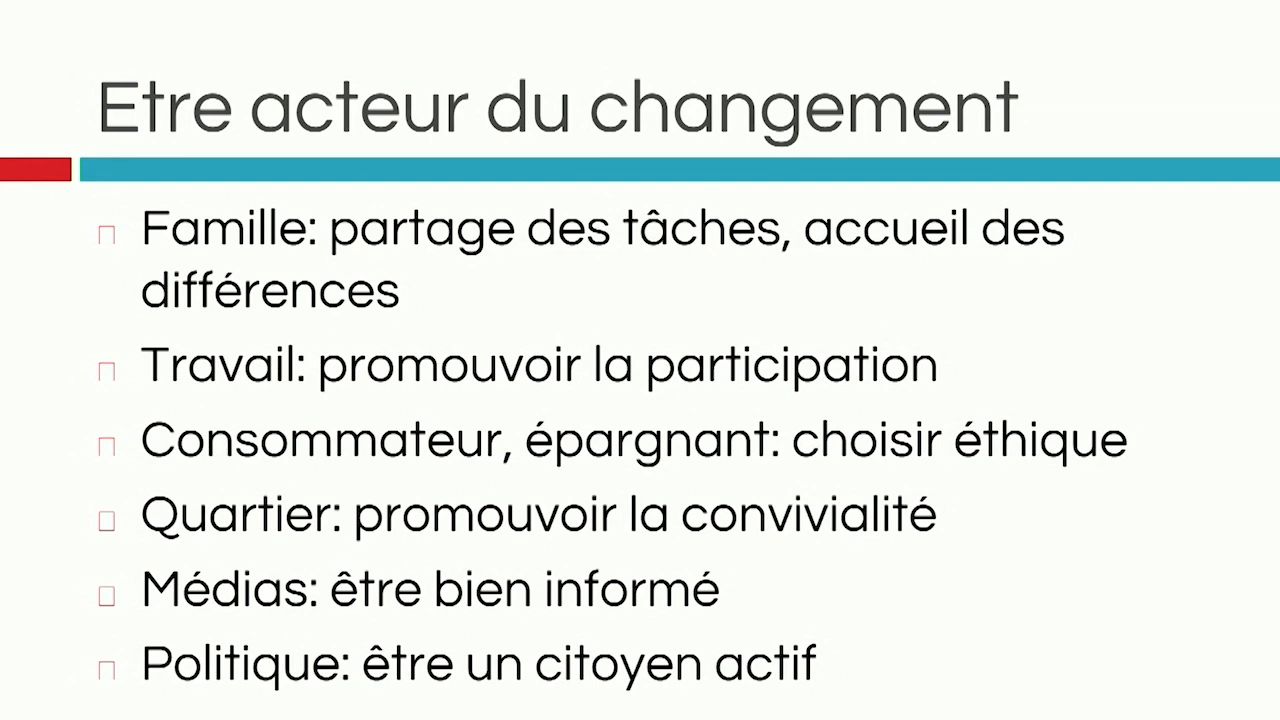 Etre acteur du changement
Famille: partage des tâches, accueil des
différences
Travail: promouvoir la participation
Consommateur, épargnant: choisir éthique
Quartier: promouvoir la convivialité
Médias: être bien informé
Politique: être un citoyen actif